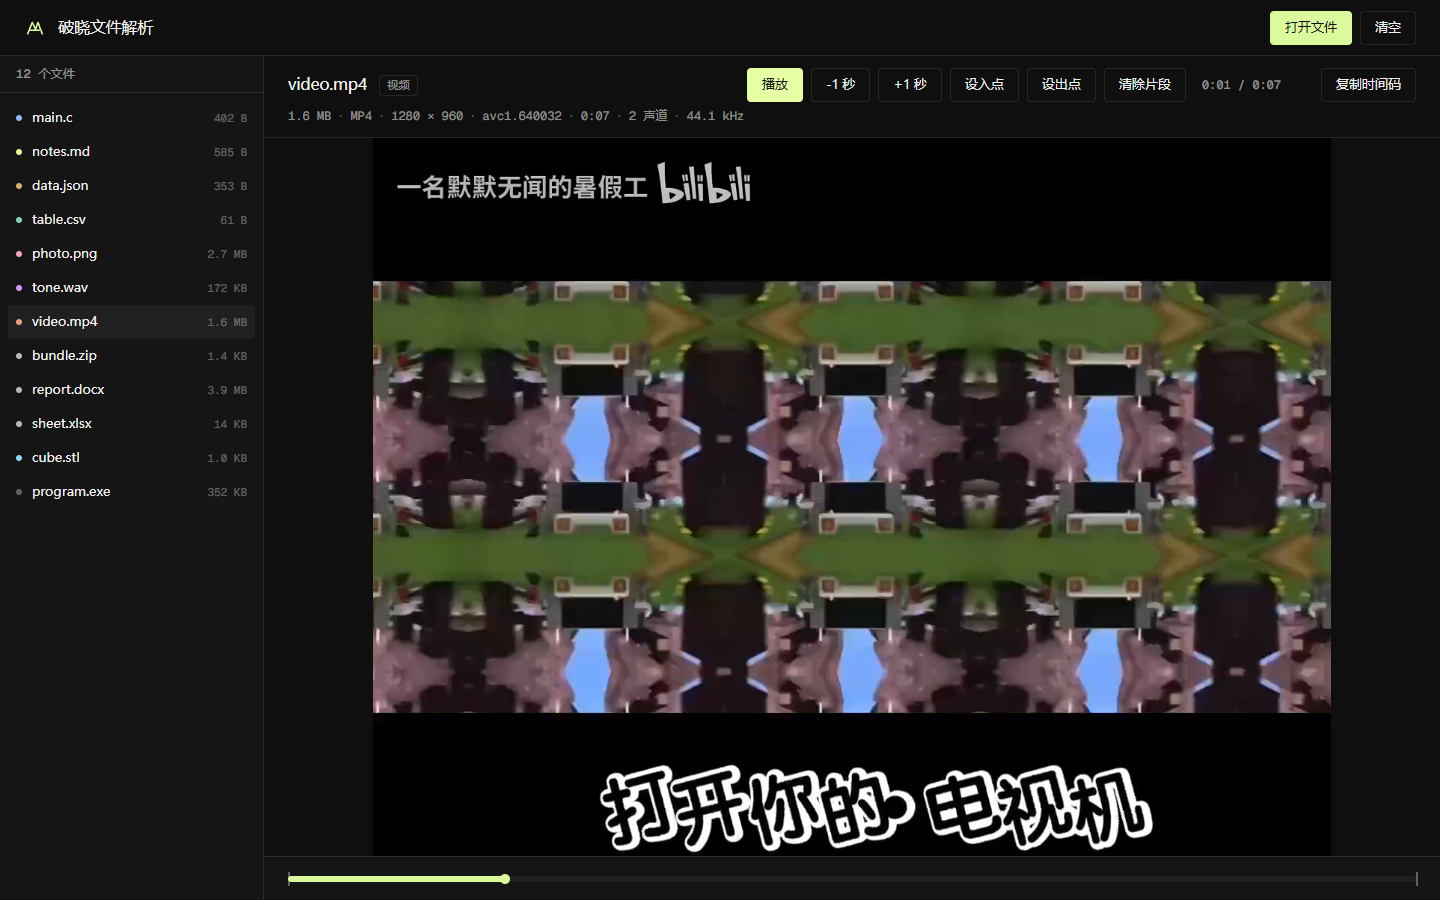 破晓文件解析
打开文件
清空
12 个文件
main.c
402 B
notes.md
585 B
data.json
353 B
table.csv
61 B
photo.png
2.7 MB
tone.wav
172 KB
video.mp4
1.6 MB
bundle.zip
1.4 KB
report.docx
3.9 MB
sheet.xlsx
14 KB
cube.stl
1.0 KB
program.exe
352 KB
video.mp4 视频
播放
-1 秒
+1 秒
设入点
设出点
清除片段
0:01 / 0:07
复制时间码
1.6 MB · MP4 · 1280 × 960 · avc1.640032 · 0:07 · 2 声道 · 44.1 kHz
一名默默无闻的暑假工 bilibili
打开你的 电视机